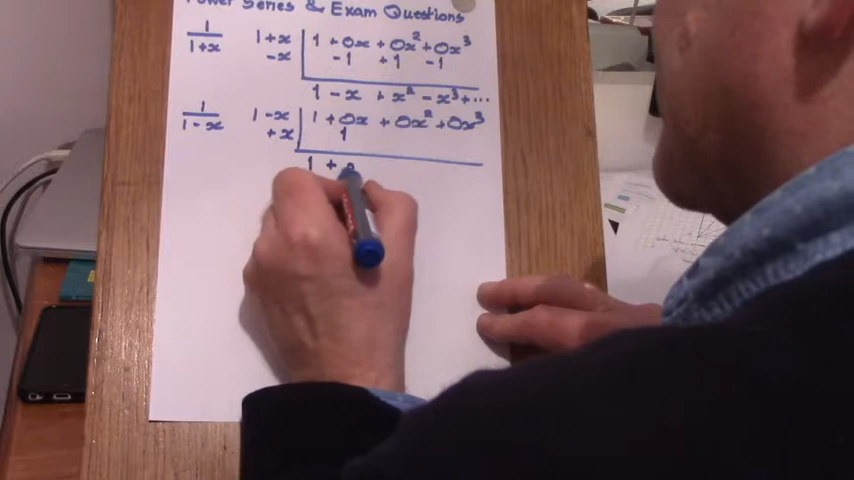 Power Series & Exam Questions
1/1+x 1+x | 1 + 0x + 0x² + 0x³
-x | -1 +1 -1
1 - x + x² - x³ + ...
1/1-x 1-x | 1 + 0x + 0x² + 0x³
+x | 1
1 +